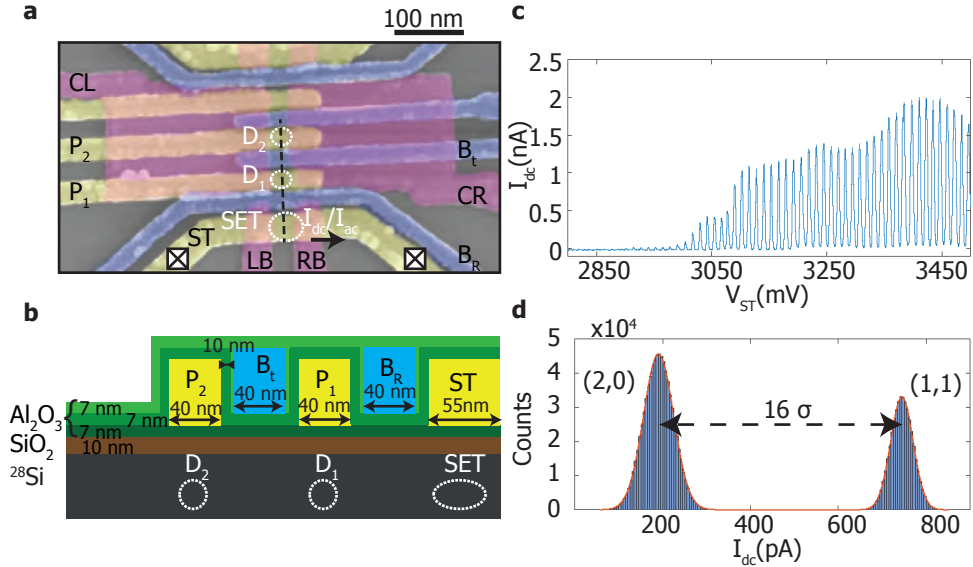 a
100 nm
CL
P2
P1
D2
D1
Bt
CR
SET
Idc/Iac
ST
LB
RB
BR
b
10 nm
P2
Bt
P1
BR
ST
40 nm
40 nm
40 nm
40 nm
55nm
Al2O3
7 nm
7 nm
7 nm
SiO2
10 nm
28Si
D2
D1
SET
c
2.5
2
1.5
1
0.5
0
Idc(nA)
2850
3050
3250
3450
VST(mV)
d
x10^4
5
4
3
2
1
0
Counts
(2,0)
(1,1)
16 σ
200
400
600
800
Idc(pA)